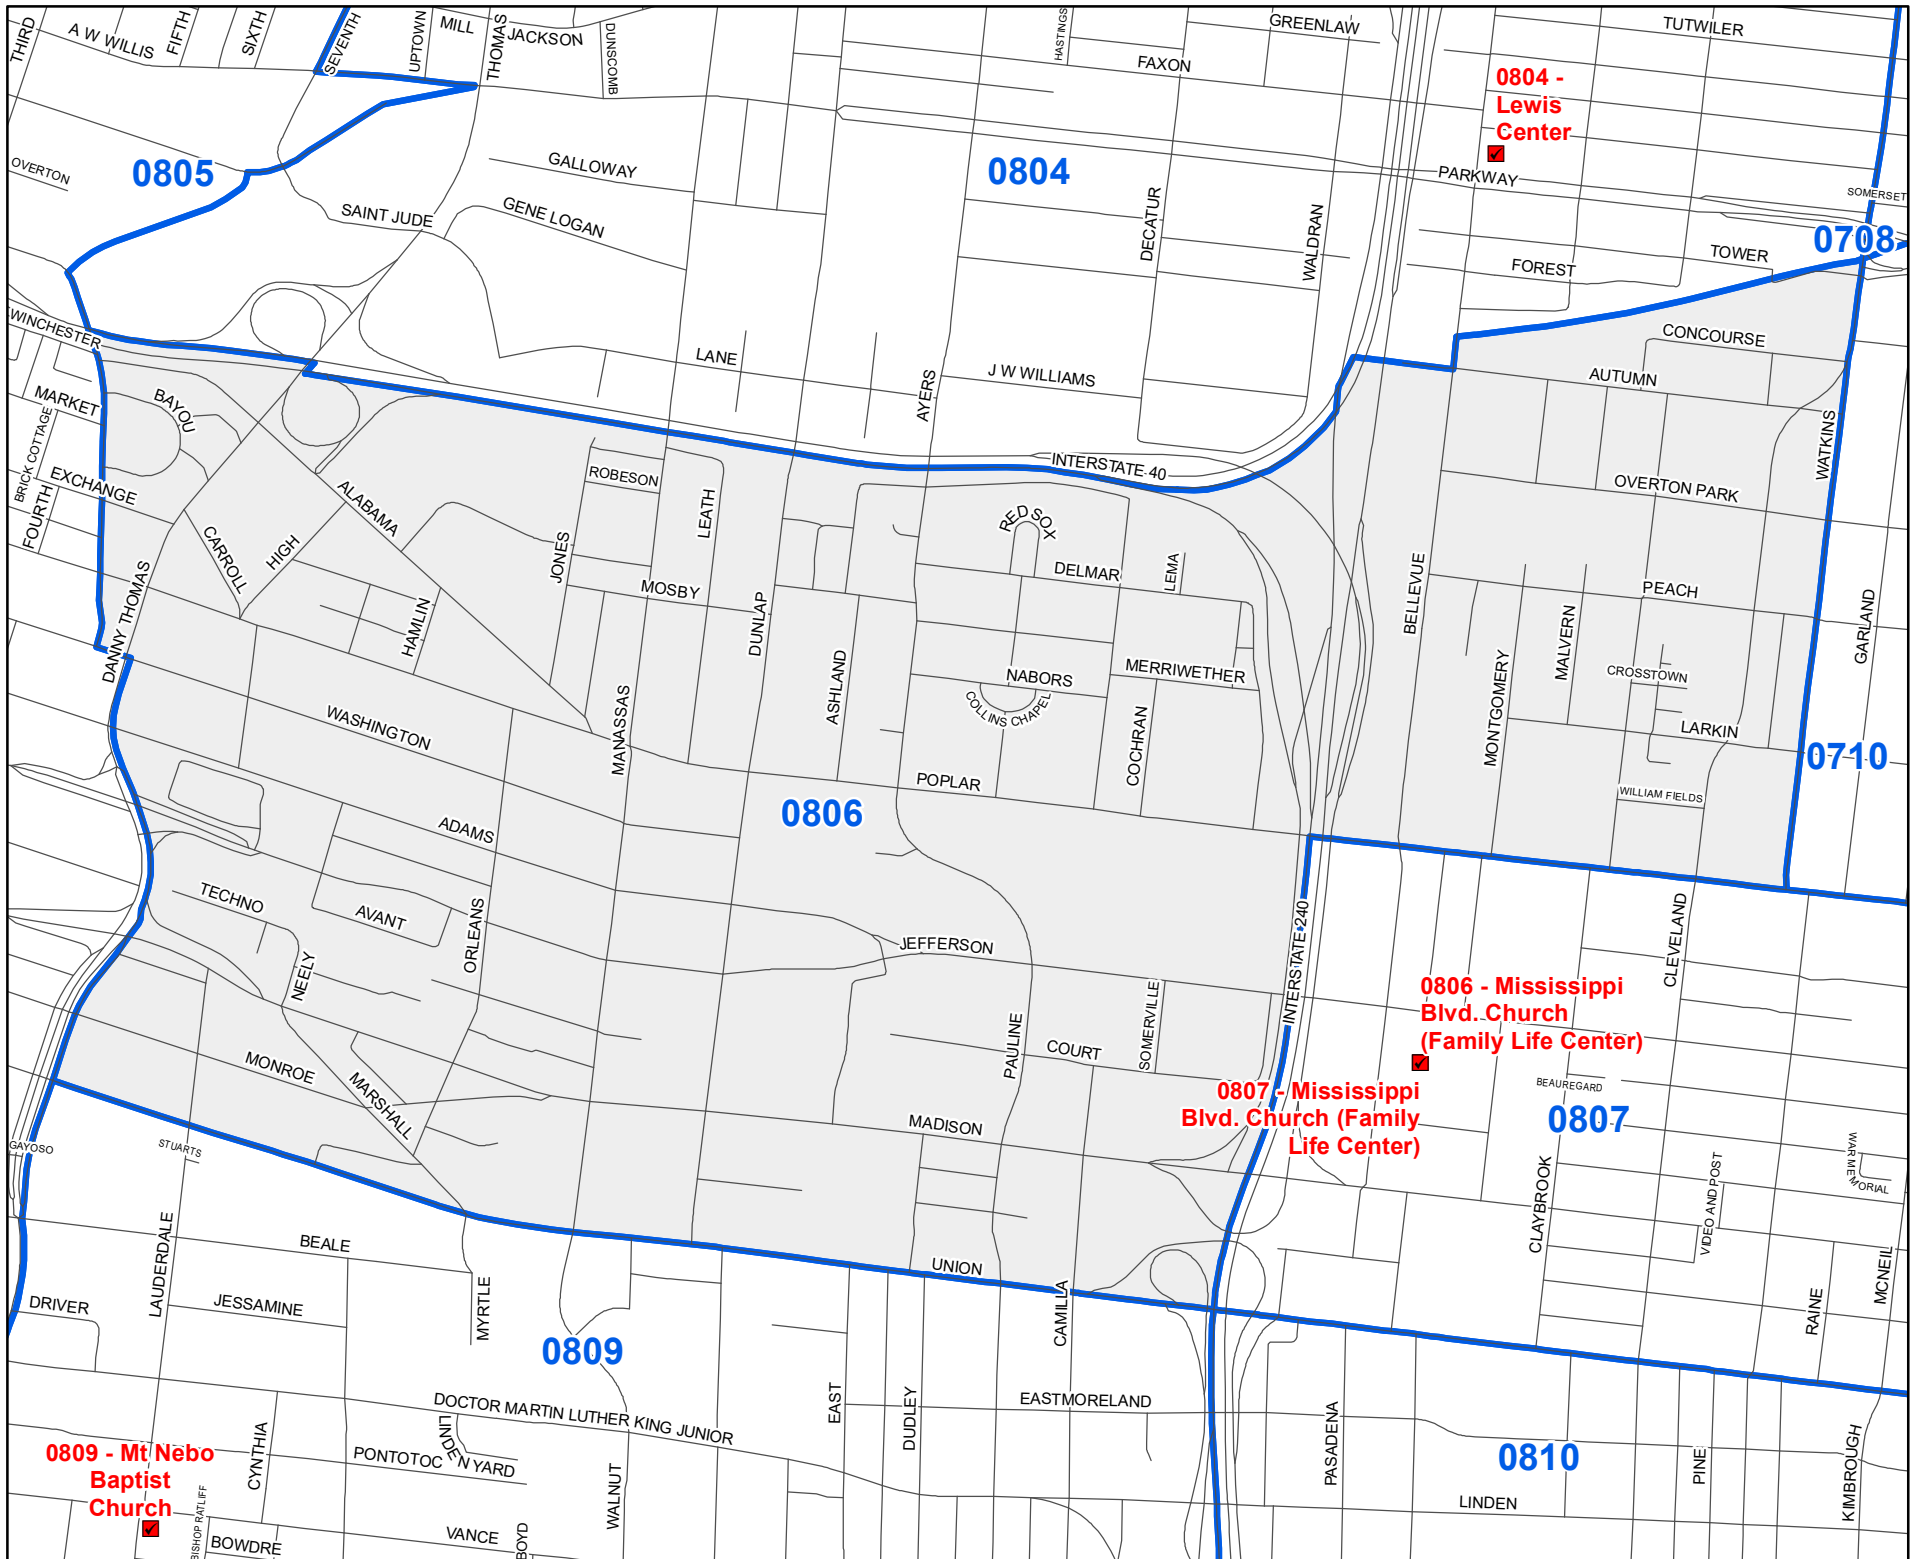 THIRD
A W WILLIS
FIFTH
SIXTH
SEVENTH
UPTOWN
MILL
THOMAS
JACKSON
DUNSCOMB
HASTINGS
GREENLAW
TUTWILER
FAXON
0804 -
Lewis
Center
OVERTON
0805
GALLOWAY
0804
PARKWAY
SOMERSET
SAINT JUDE
GENE LOGAN
DECATUR
WALDRAN
0708
TOWER
FOREST
WINCHESTER
LANE
J W WILLIAMS
CONCOURSE
AUTUMN
MARKET
BAYOU
AYERS
WATKINS
BRICK COTTAGE
EXCHANGE
FOURTH
ROBESON
LEATH
INTERSTATE 40
OVERTON PARK
ALABAMA
RED SOX
CARROLL
HIGH
JONES
DANNY THOMAS
MOSBY
DELMAR
LEMA
BELLEVUE
PEACH
HAMLIN
DUNLAP
MALVERN
GARLAND
NABORS
MERRIWETHER
CROSSTOWN
COLLINS CHAPEL
ASHLAND
MANASSAS
WASHINGTON
MONTGOMERY
LARKIN
COCHRAN
0710
POPLAR
WILLIAM FIELDS
0806
ADAMS
TECHNO
AVANT
ORLEANS
JEFFERSON
INTERSTATE 240
CLEVELAND
NEELY
0806 - Mississippi
Blvd. Church
(Family Life Center)
SOMERVILLE
PAULINE
COURT
MONROE
MARSHALL
BEAUREGARD
0807 - Mississippi
Blvd. Church (Family
Life Center)
0807
MADISON
GAYOSO
STUARTS
WAR MEMORIAL
VIDEO AND POST
CLAYBROOK
LAUDERDALE
BEALE
UNION
MCNEIL
DRIVER
JESSAMINE
MYRTLE
CAMILLA
RAINE
0809
DOCTOR MARTIN LUTHER KING JUNIOR
EAST
DUDLEY
EASTMORELAND
PASADENA
0809 - Mt Nebo
Baptist
Church
CYNTHIA
LINDEN YARD
PONTOTOC
0810
PINE
KIMBROUGH
WALNUT
LINDEN
BISHOP RATLIFF
BOWDRE
VANCE
BOYD